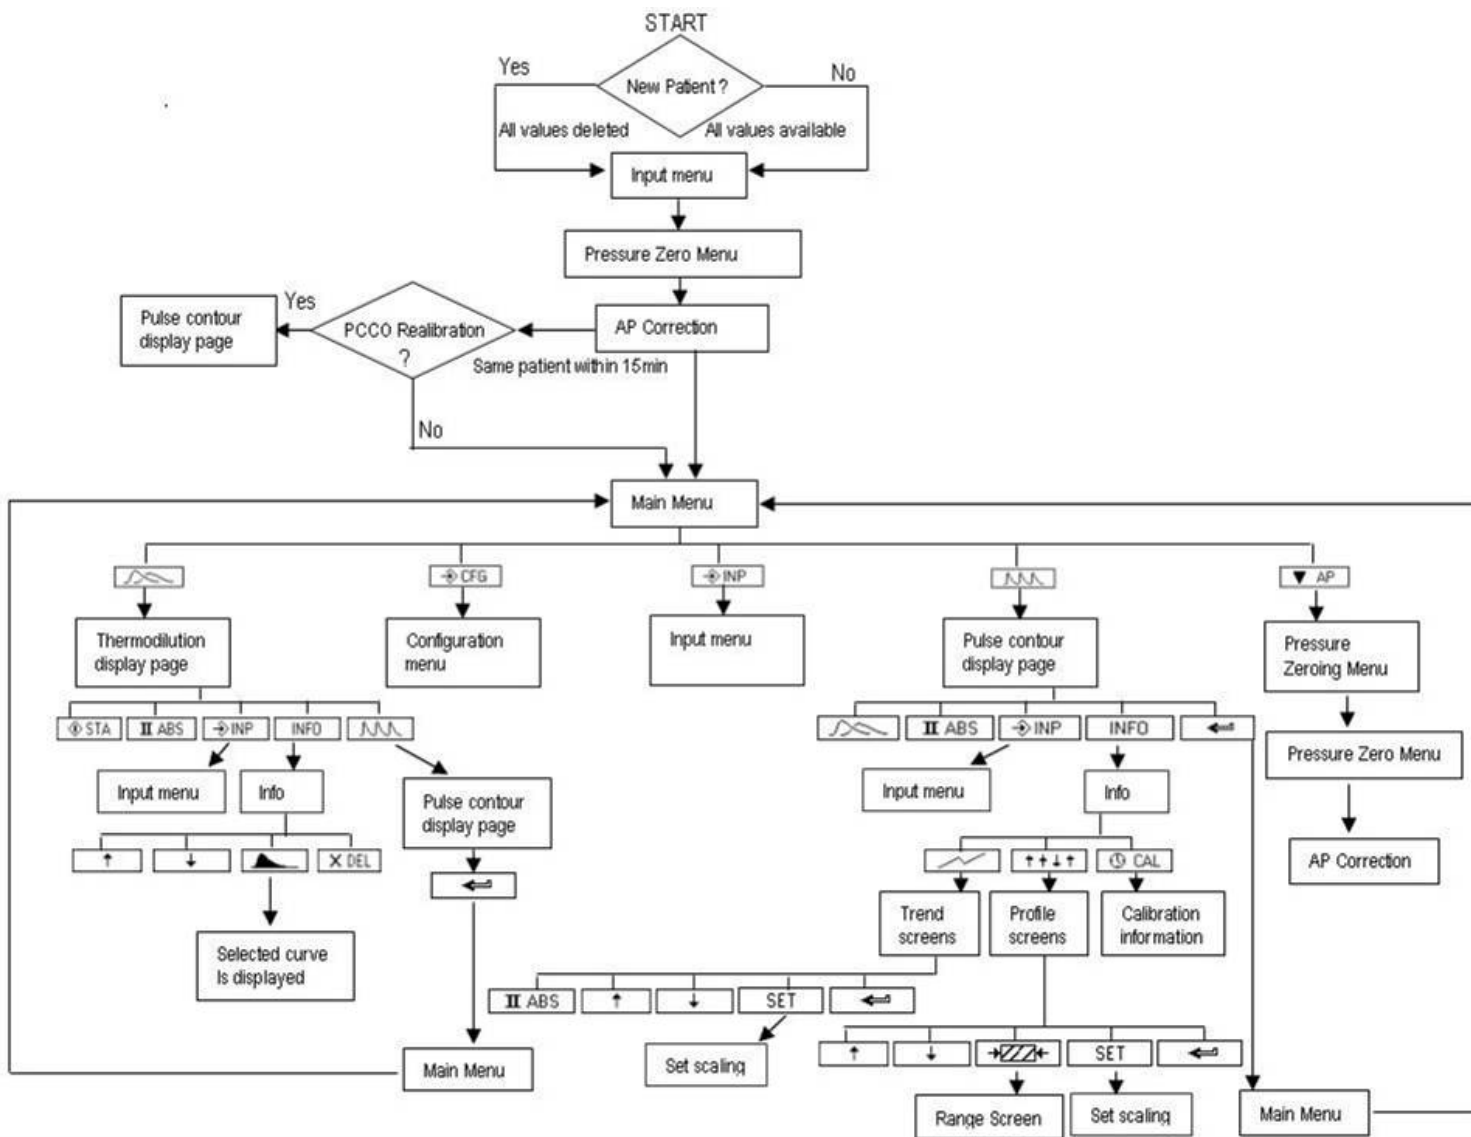 START
Yes
New Patient ?
No
All values deleted
All values available
Input menu
Pressure Zero Menu
Pulse contour
display page
Yes
PCCO Realibration
?
AP Correction
Same patient within 15min
No
Main Menu
CFG
INP
▼ AP
Thermodilution
display page
Configuration
menu
Input menu
Pulse contour
display page
Pressure
Zeroing Menu
STA
II ABS
INP
INFO
II ABS
INP
INFO
Pressure Zero Menu
Input menu
Info
Pulse contour
display page
Input menu
Info
↑
↓
X DEL
↑↑↓↑
CAL
AP Correction
Selected curve
Is displayed
Trend
screens
Profile
screens
Calibration
information
II ABS
↑
↓
SET
Set scaling
↑
↓
SET
Main Menu
Range Screen
Set scaling
Main Menu